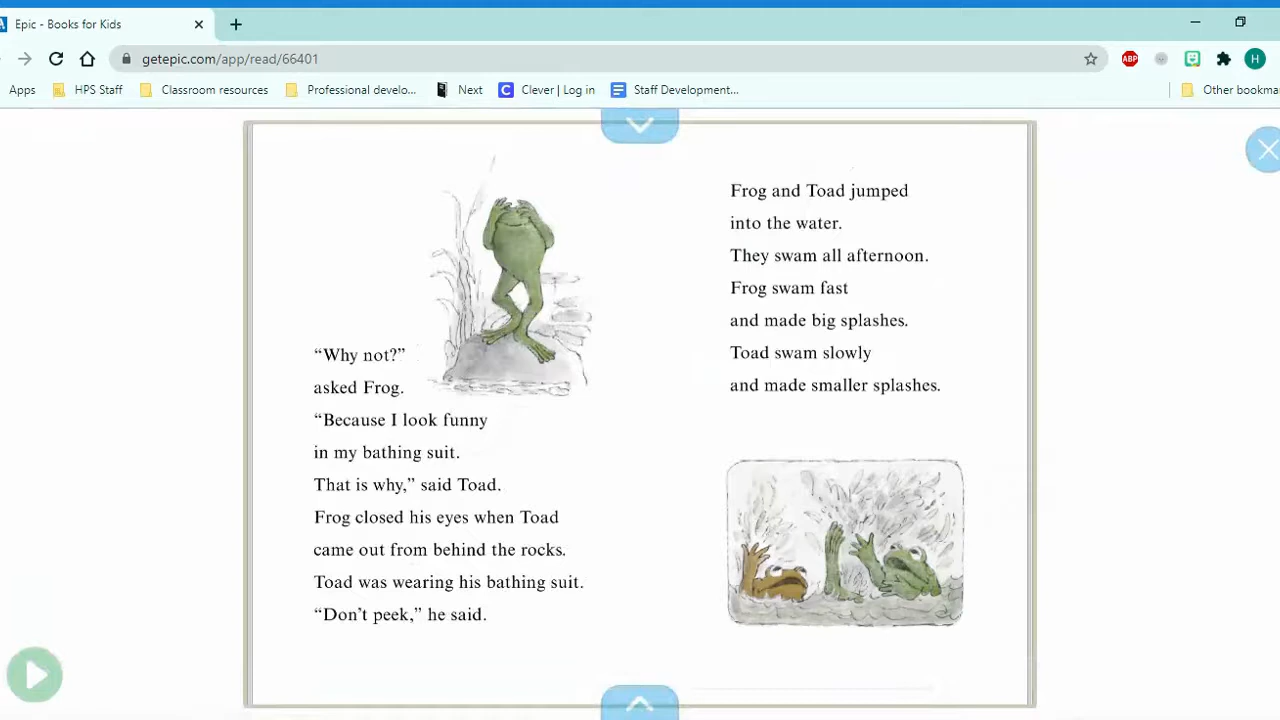 Epic - Books for Kids
getepic.com/app/read/66401
ABP
H
Apps
HPS Staff
Classroom resources
Professional develo...
Next
C
Clever | Log in
Staff Development...
Other bookma
“Why not?”
asked Frog.
“Because I look funny
in my bathing suit.
That is why,” said Toad.
Frog closed his eyes when Toad
came out from behind the rocks.
Toad was wearing his bathing suit.
“Don’t peek,” he said.
Frog and Toad jumped
into the water.
They swam all afternoon.
Frog swam fast
and made big splashes.
Toad swam slowly
and made smaller splashes.